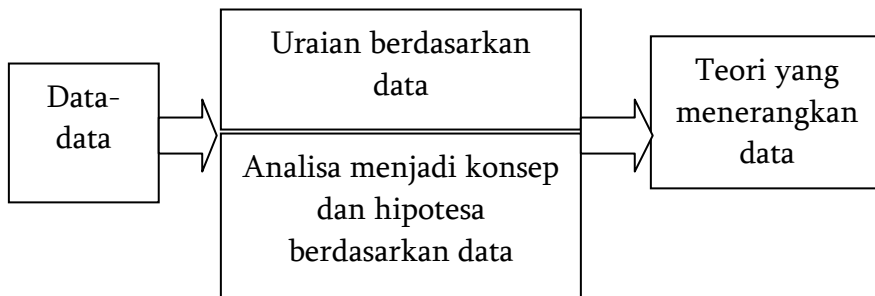 Data-
data
Uraian berdasarkan
data
Analisa menjadi konsep
dan hipotesa
berdasarkan data
Teori yang
menerangkan
data